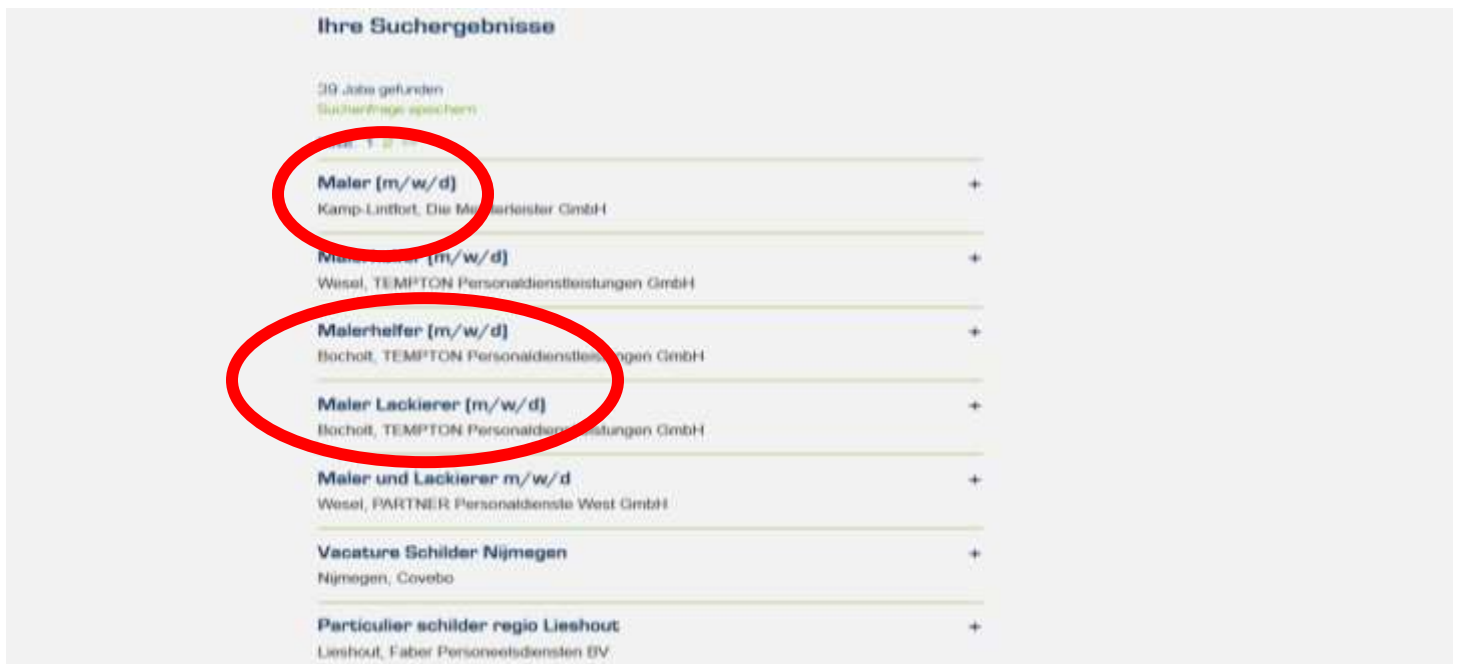 Ihre Suchergebnisse
39 Jobs gefunden
Suchanfrage speichern
Maler (m/w/d) +
Kamp-Lintfort, Die GmbH
(m/w/d) +
Wesel, TEMPTON Personaldienstleistungen GmbH
Malerhelfer (m/w/d) +
Bocholt, TEMPTON GmbH
Maler Lackierer (m/w/d) +
Bocholt, TEMPTON GmbH
Maler und Lackierer m/w/d +
Wesel, PARTNER Personaldienste West GmbH
Vacature Schilder Nijmegen +
Nijmegen, Covebo
Particulier schilder regio Lieshout +
Lieshout, Faber Personeelsdiensten BV